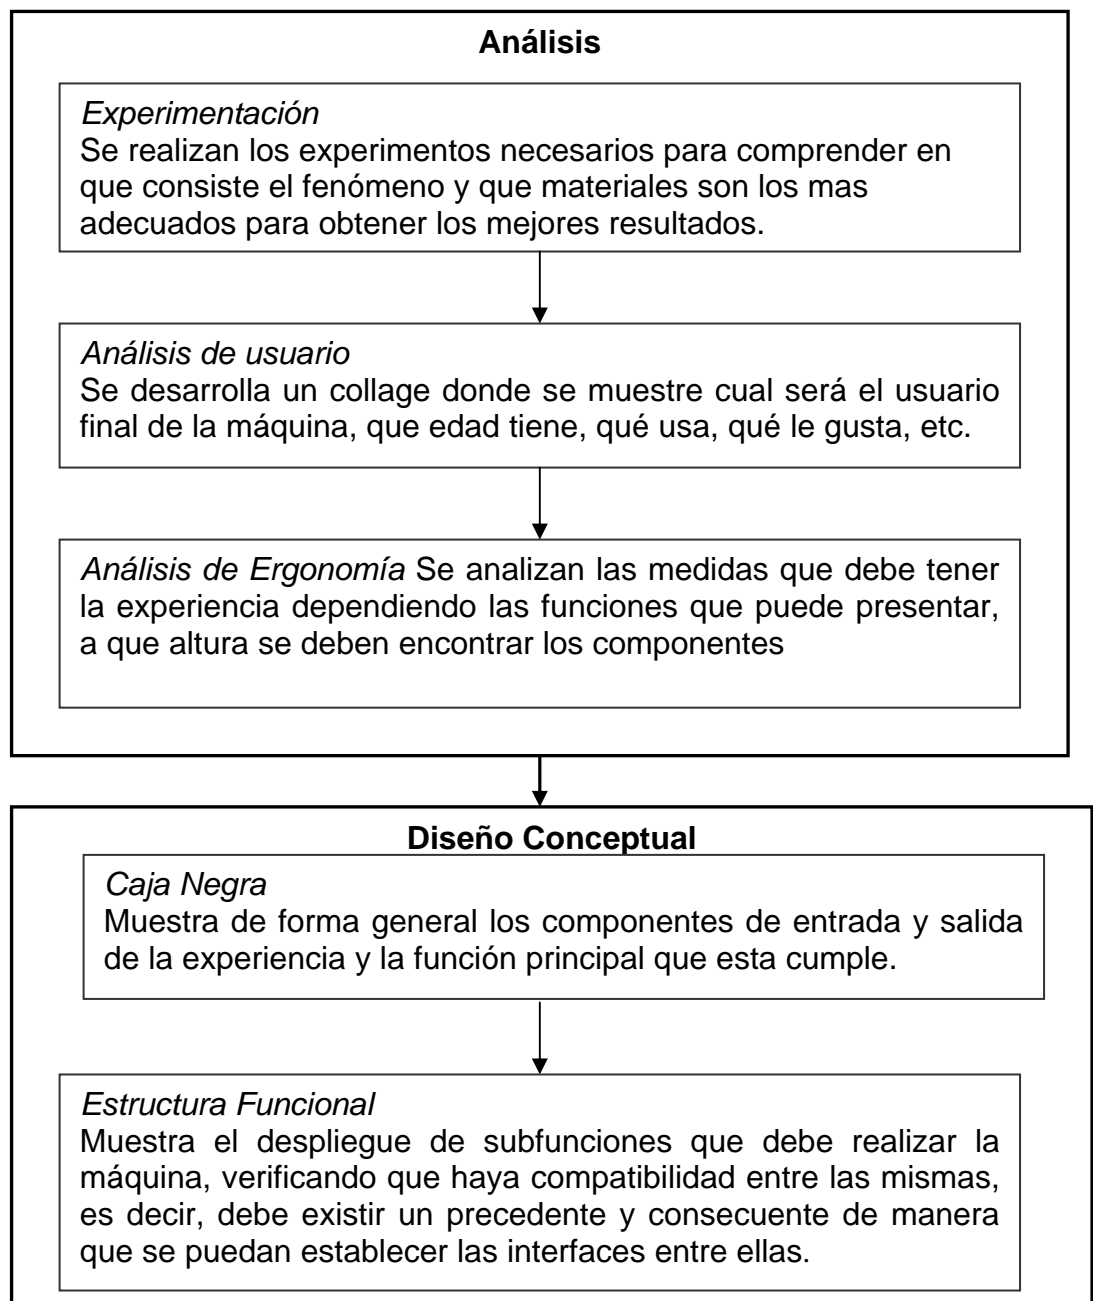 Análisis
Experimentación
Se realizan los experimentos necesarios para comprender en
que consiste el fenómeno y que materiales son los mas
adecuados para obtener los mejores resultados.
Análisis de usuario
Se desarrolla un collage donde se muestre cual será el usuario
final de la máquina, que edad tiene, qué usa, qué le gusta, etc.
Análisis de Ergonomía Se analizan las medidas que debe tener
la experiencia dependiendo las funciones que puede presentar,
a que altura se deben encontrar los componentes
Diseño Conceptual
Caja Negra
Muestra de forma general los componentes de entrada y salida
de la experiencia y la función principal que esta cumple.
Estructura Funcional
Muestra el despliegue de subfunciones que debe realizar la
máquina, verificando que haya compatibilidad entre las mismas,
es decir, debe existir un precedente y consecuente de manera
que se puedan establecer las interfaces entre ellas.